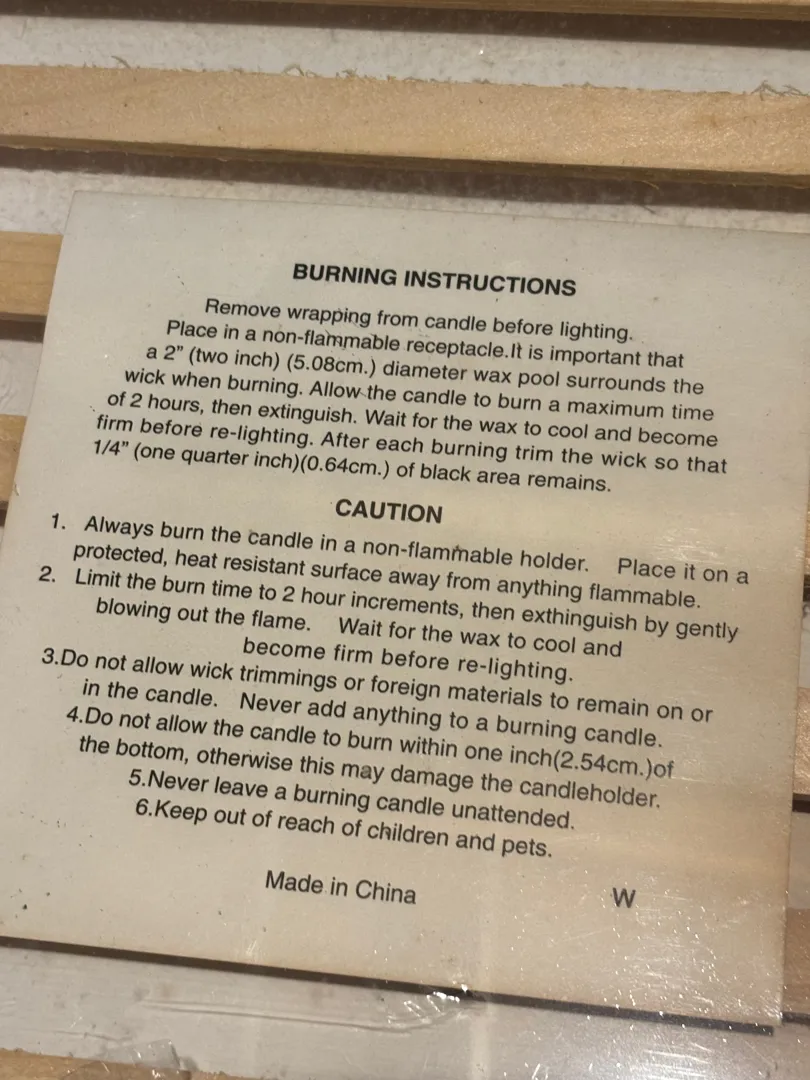 BURNING INSTRUCTIONS
Remove wrapping from candle before lighting.
Place in a non-flammable receptacle.It is important that
a 2” (two inch) (5.08cm.) diameter wax pool surrounds the
wick when burning. Allow the candle to burn a maximum time
of 2 hours, then extinguish. Wait for the wax to cool and become
firm before re-lighting. After each burning trim the wick so that
1/4” (one quarter inch)(0.64cm.) of black area remains.
CAUTION
1. Always burn the candle in a non-flammable holder. Place it on a
protected, heat resistant surface away from anything flammable.
2. Limit the burn time to 2 hour increments, then exthinguish by gently
blowing out the flame. Wait for the wax to cool and
become firm before re-lighting.
3.Do not allow wick trimmings or foreign materials to remain on or
in the candle. Never add anything to a burning candle.
4.Do not allow the candle to burn within one inch(2.54cm.)of
the bottom, otherwise this may damage the candleholder.
5.Never leave a burning candle unattended.
6.Keep out of reach of children and pets.
Made in China W